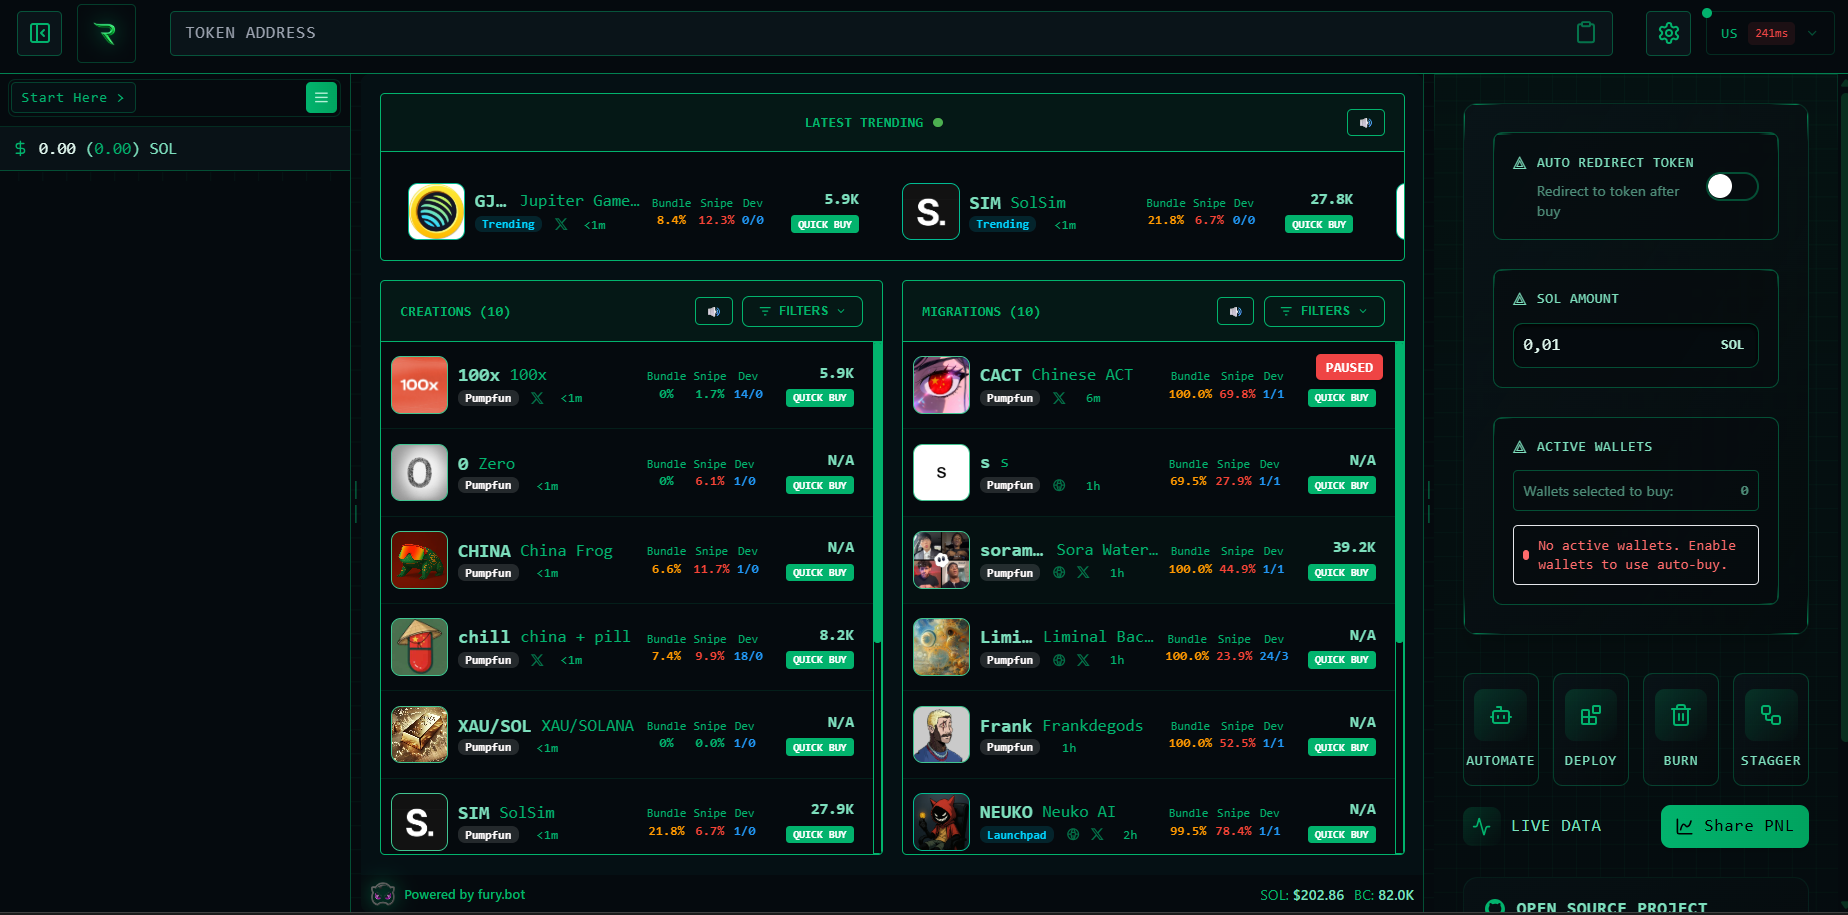 TOKEN ADDRESS
US 241ms
Start Here >
$ 0.00 (0.00) SOL
LATEST TRENDING
GJ… Jupiter Game…
Trending <1m
Bundle Snipe Dev
8.4% 12.3% 0/0
5.9K
QUICK BUY
SIM SolSim
Trending <1m
Bundle Snipe Dev
21.8% 6.7% 0/0
27.8K
QUICK BUY
CREATIONS (10)
FILTERS
100x
100x 100x
Pumpfun <1m
Bundle Snipe Dev
0% 1.7% 14/0
5.9K
QUICK BUY
0
0 Zero
Pumpfun <1m
Bundle Snipe Dev
0% 6.1% 1/0
N/A
QUICK BUY
CHINA China Frog
Pumpfun <1m
Bundle Snipe Dev
6.6% 11.7% 1/0
N/A
QUICK BUY
chill china + pill
Pumpfun <1m
Bundle Snipe Dev
7.4% 9.9% 18/0
8.2K
QUICK BUY
XAU/SOL XAU/SOLANA
Pumpfun <1m
Bundle Snipe Dev
0% 0.0% 1/0
N/A
QUICK BUY
S.
SIM SolSim
Pumpfun <1m
Bundle Snipe Dev
21.8% 6.7% 1/0
27.9K
QUICK BUY
MIGRATIONS (10)
FILTERS
PAUSED
CACT Chinese ACT
Pumpfun 6m
Bundle Snipe Dev
100.0% 69.8% 1/1
QUICK BUY
s
s s
Pumpfun 1h
Bundle Snipe Dev
69.5% 27.9% 1/1
N/A
QUICK BUY
soram… Sora Water…
Pumpfun 1h
Bundle Snipe Dev
100.0% 44.9% 1/1
39.2K
QUICK BUY
Limi… Liminal Bac…
Pumpfun 1h
Bundle Snipe Dev
100.0% 23.9% 24/3
N/A
QUICK BUY
Frank Frankdegods
Pumpfun 1h
Bundle Snipe Dev
100.0% 52.5% 1/1
N/A
QUICK BUY
NEUKO Neuko AI
Launchpad 2h
Bundle Snipe Dev
99.5% 78.4% 1/1
N/A
QUICK BUY
Powered by fury.bot
SOL: $202.86 BC: 82.0K
AUTO REDIRECT TOKEN
Redirect to token after
buy
SOL AMOUNT
0,01 SOL
ACTIVE WALLETS
Wallets selected to buy: 0
No active wallets. Enable
wallets to use auto-buy.
AUTOMATE
DEPLOY
BURN
STAGGER
LIVE DATA
Share PNL
OPEN SOURCE PROJECT